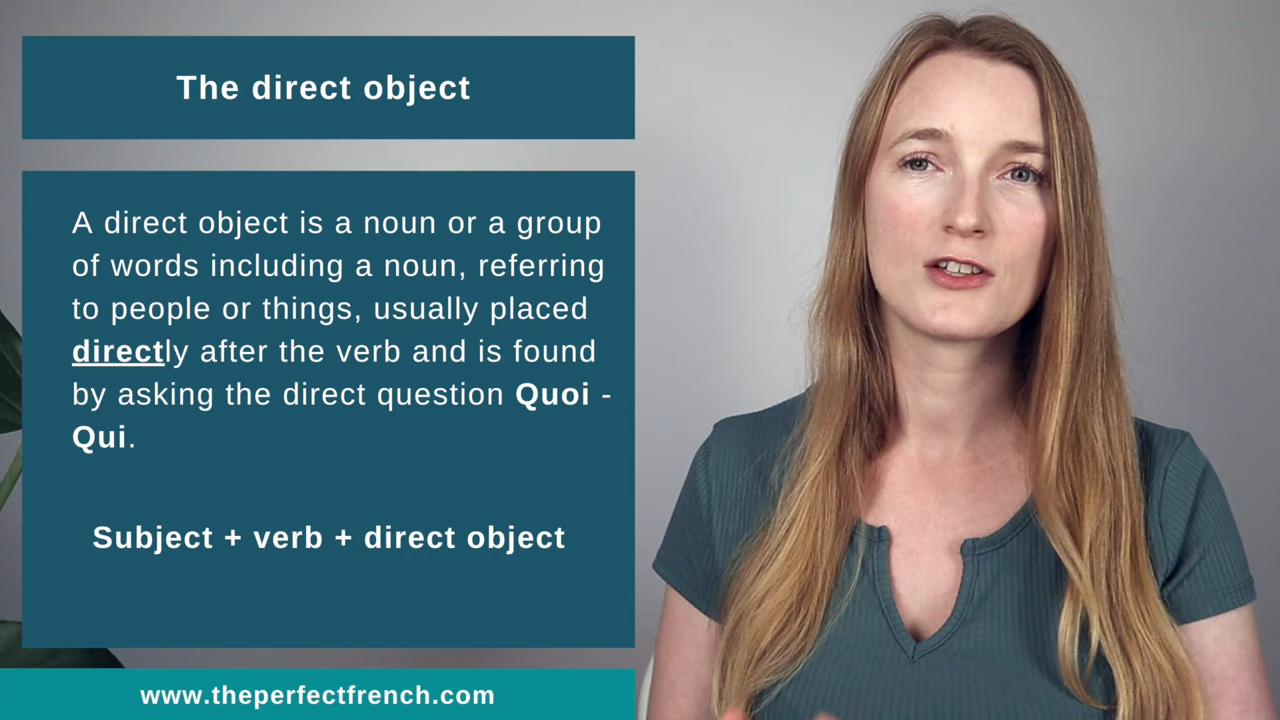 The direct object
A direct object is a noun or a group
of words including a noun, referring
to people or things, usually placed
directly after the verb and is found
by asking the direct question Quoi -
Qui.
Subject + verb + direct object
www.theperfectfrench.com